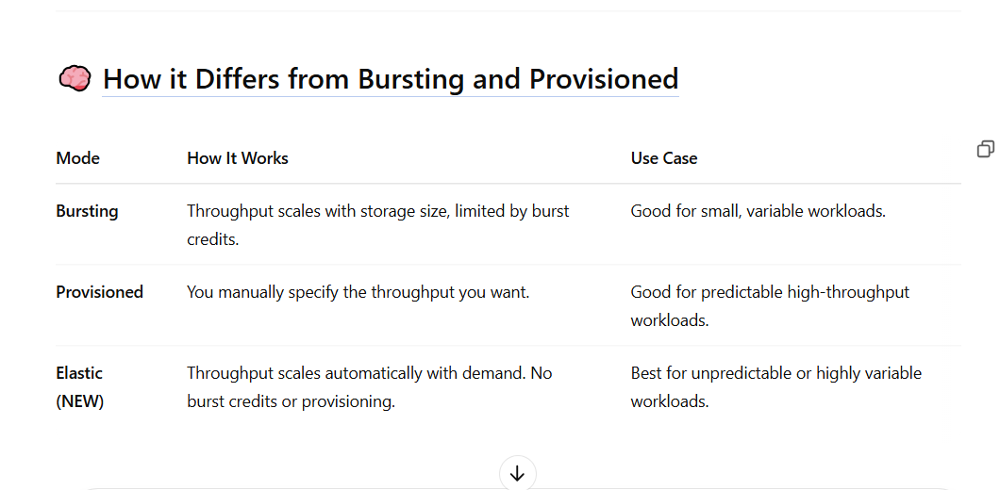 🧠 How it Differs from Bursting and Provisioned
Mode How It Works Use Case
Bursting Throughput scales with storage size, limited by burst Good for small, variable workloads.
credits.
Provisioned You manually specify the throughput you want. Good for predictable high-throughput
workloads.
Elastic Throughput scales automatically with demand. No Best for unpredictable or highly variable
(NEW) burst credits or provisioning. workloads.